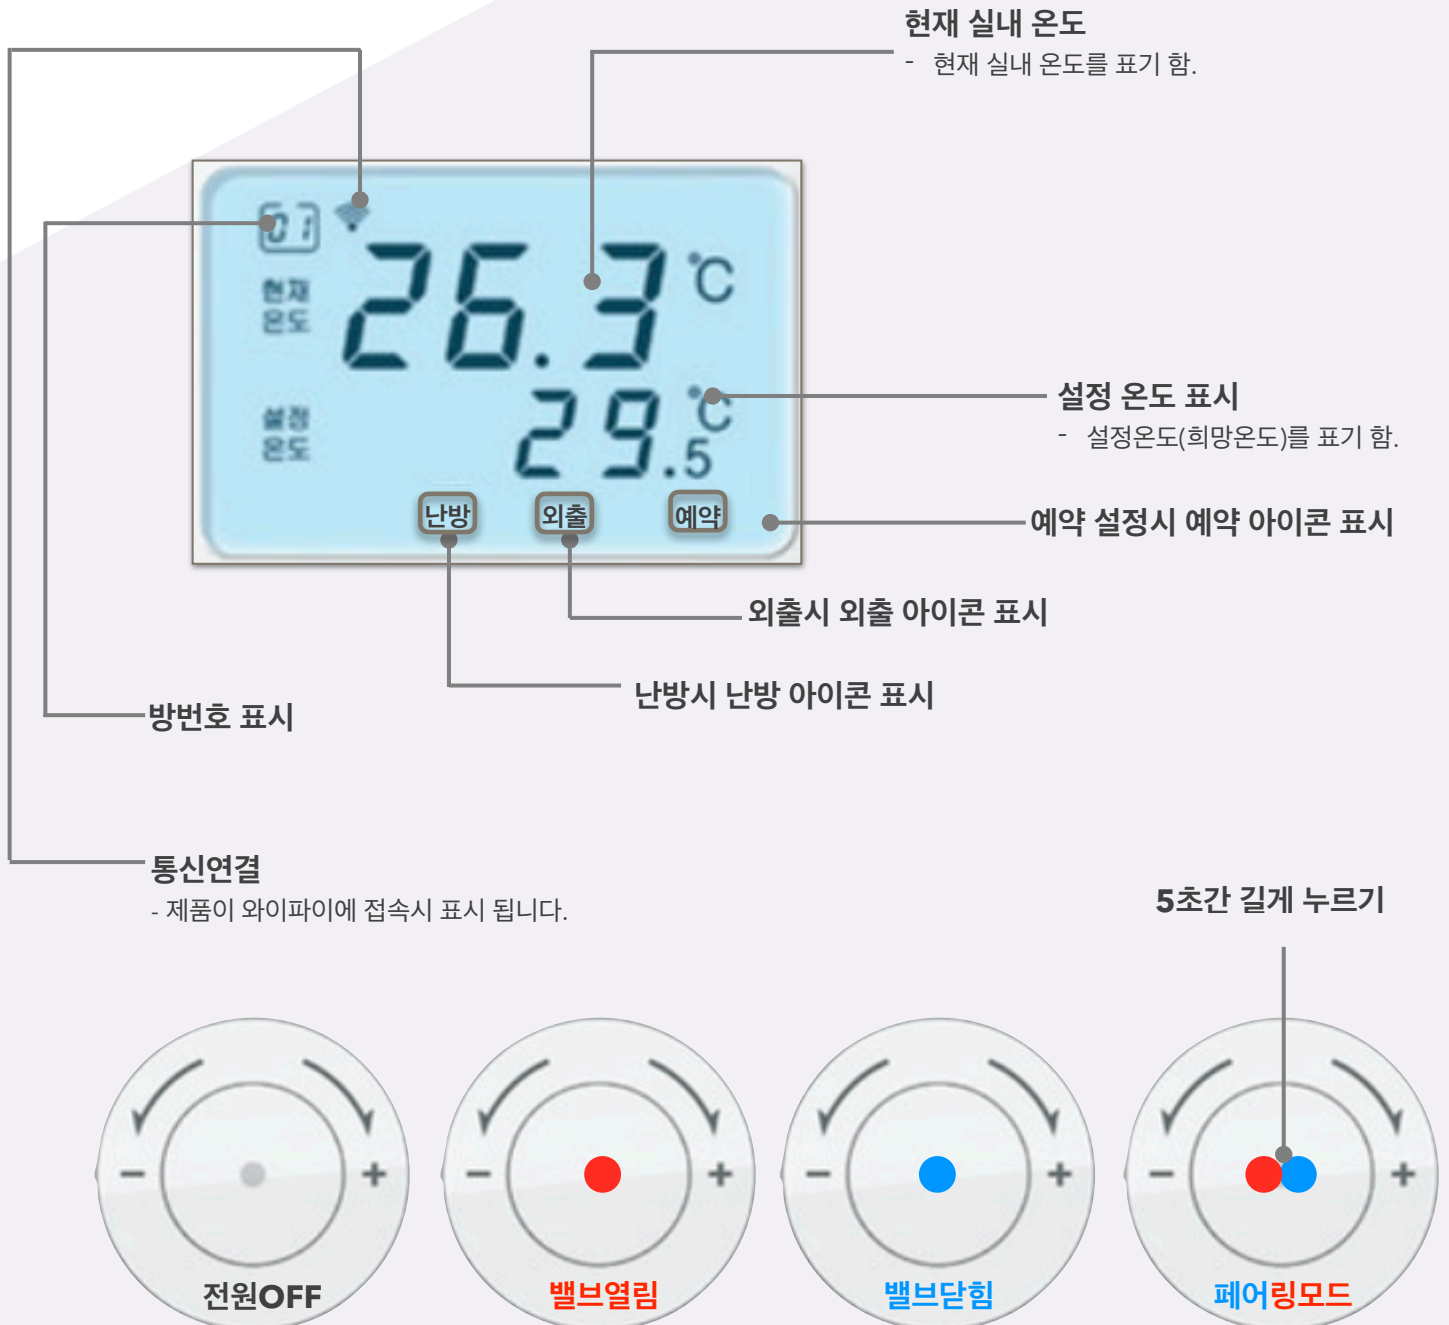 현재 실내 온도
- 현재 실내 온도를 표기 함.
01
현재
온도
26.3 ℃
설정
온도
29.5 ℃
난방
외출
예약
설정 온도 표시
- 설정온도(희망온도)를 표기 함.
예약 설정시 예약 아이콘 표시
외출시 외출 아이콘 표시
난방시 난방 아이콘 표시
방번호 표시
통신연결
- 제품이 와이파이에 접속시 표시 됩니다.
5초간 길게 누르기
- +
전원OFF
- +
밸브열림
- +
밸브닫힘
- +
페어링모드